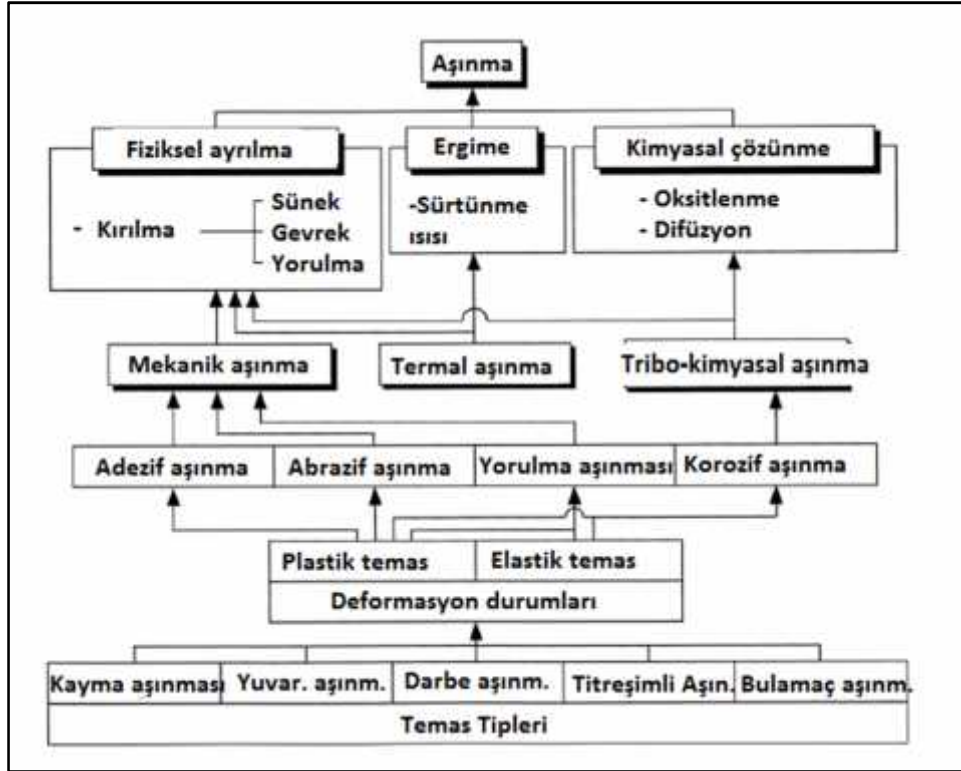 Aşınma
Fiziksel ayrılma
Ergime
Kimyasal çözünme
- Kırılma
Sünek
Gevrek
Yorulma
-Sürtünme
ısısı
- Oksitlenme
- Difüzyon
Mekanik aşınma
Termal aşınma
Tribo-kimyasal aşınma
Adezif aşınma
Abrazif aşınma
Yorulma aşınması
Korozif aşınma
Plastik temas
Elastik temas
Deformasyon durumları
Kayma aşınması
Yuvar. aşınm.
Darbe aşınm.
Titreşimli Aşın.
Bulamaç aşınm.
Temas Tipleri